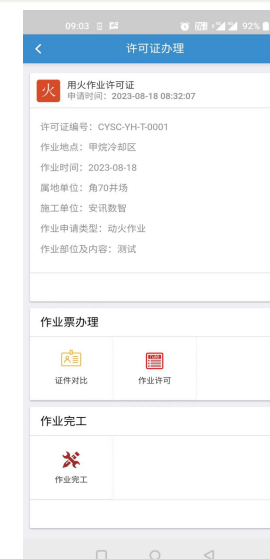 09:03 92%
许可证办理
火 用火作业许可证
申请时间：2023-08-18 08:32:07
许可证编号：CYSC-YH-T-0001
作业地点：甲烷冷却区
作业时间：2023-08-18
属地单位：角70井场
施工单位：安讯数智
作业申请类型：动火作业
作业部位及内容：测试
作业票办理
证件对比 作业许可
作业完工
作业完工